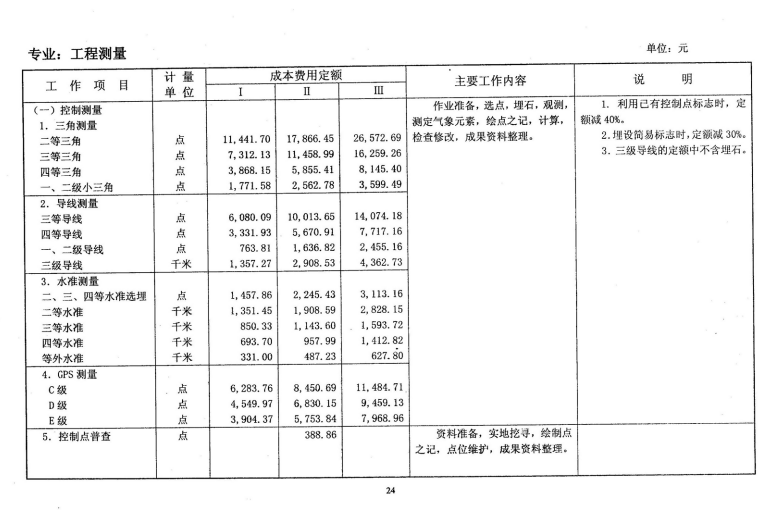 专业：工程测量
单位：元
工 作 项 目 计 量 单 位 成本费用定额 主要工作内容 说 明
I II III
（一）控制测量
1. 三角测量
二等三角 点 11,441.70 17,866.45 26,572.69
三等三角 点 7,312.13 11,458.99 16,259.26
四等三角 点 3,868.15 5,855.41 8,145.40
一、二级小三角 点 1,771.58 2,562.78 3,599.49
2. 导线测量
三等导线 点 6,080.09 10,013.65 14,074.18
四等导线 点 3,331.93 5,670.91 7,717.16
一、二级导线 点 763.81 1,636.82 2,455.16
三级导线 千米 1,357.27 2,908.53 4,362.73
3. 水准测量
二、三、四等水准选埋 点 1,457.86 2,245.43 3,113.16
二等水准 千米 1,351.45 1,908.59 2,828.15
三等水准 千米 850.33 1,143.60 1,593.72
四等水准 千米 693.70 957.99 1,412.82
等外水准 千米 331.00 487.23 627.80
4. GPS 测量
C 级 点 6,283.76 8,450.69 11,484.71
D 级 点 4,549.97 6,830.15 9,459.13
E 级 点 3,904.37 5,753.84 7,968.96
5. 控制点普查 点 388.86
作业准备，选点，埋石，观测，
测定气象元素，绘点之记，计算，
检查修改，成果资料整理。
资料准备，实地挖寻，绘制点
之记，点位维护，成果资料整理。
1. 利用已有控制点标志时，定
额减 40%。
2. 埋设简易标志时，定额减 30%。
3. 三级导线的定额中不含埋石。
24